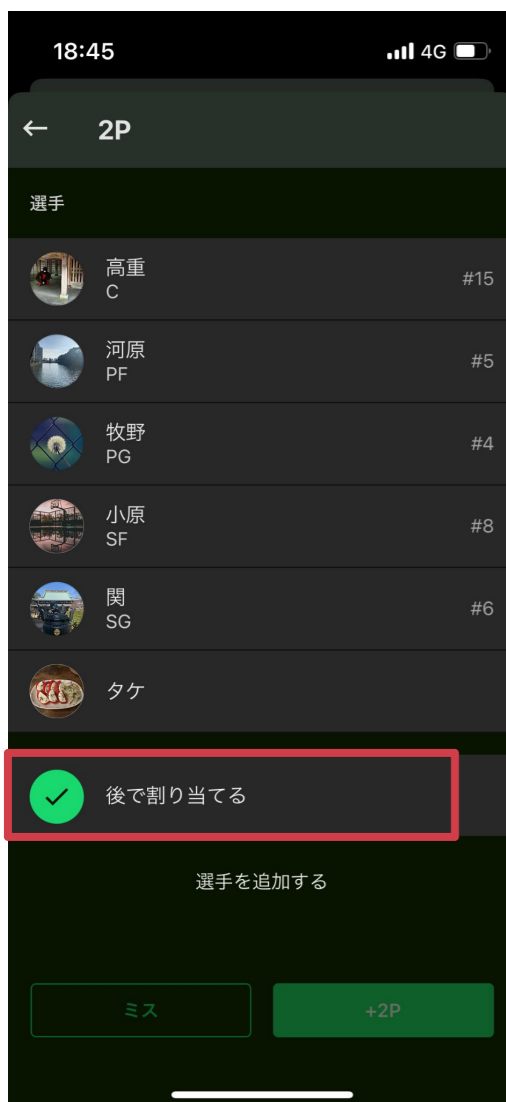 18:45 4G
← 2P
選手
高重
C
#15
河原
PF
#5
牧野
PG
#4
小原
SF
#8
関
SG
#6
タケ
後で割り当てる
選手を追加する
ミス
+2P